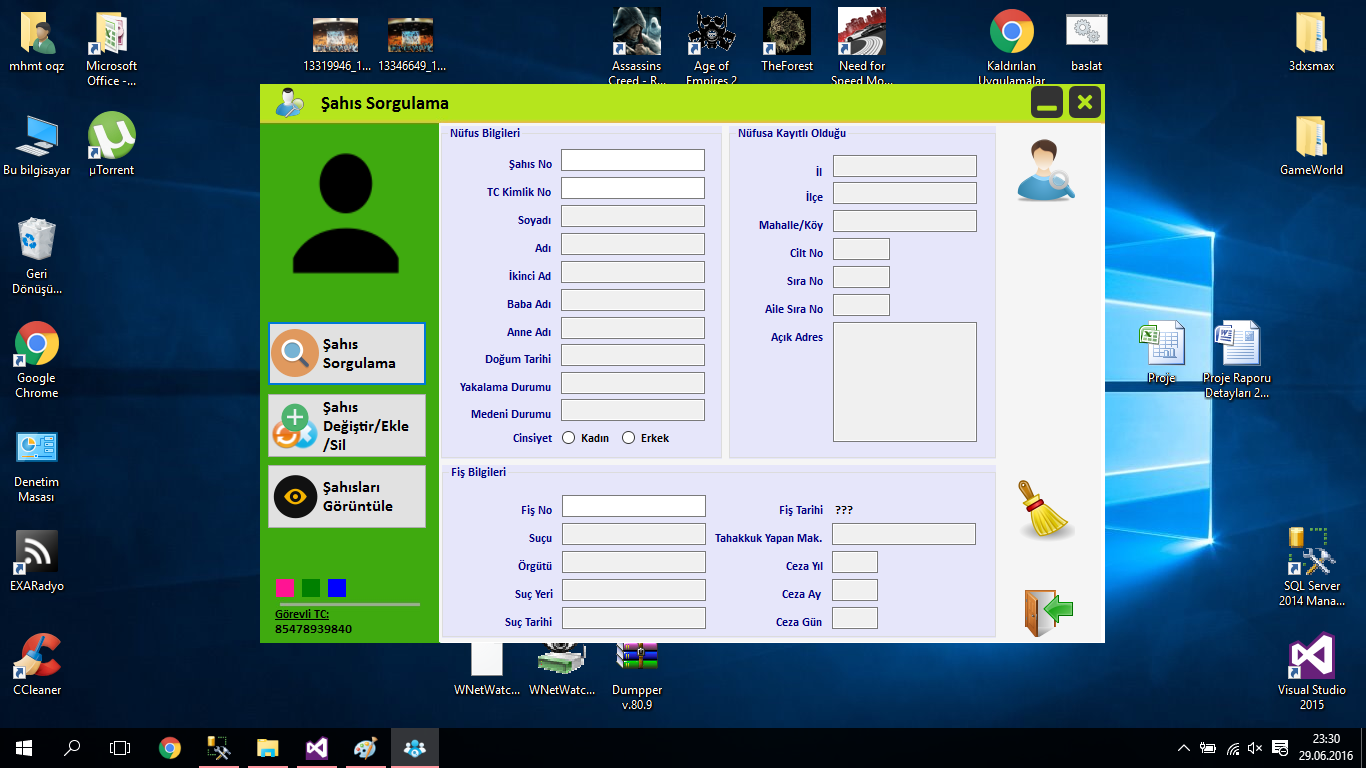 mhmt oqz
Microsoft
Office -...
13319946_1...
13346649_1...
Assassins
Creed - R...
Age of
Empires 2
TheForest
Need for
Speed Mo...
Kaldırılan
Uygulamalar
baslat
3dxsmax
Bu bilgisayar
µTorrent
GameWorld
Geri
Dönüşü...
Google
Chrome
Denetim
Masası
EXARadyo
CCleaner
Şahıs Sorgulama
Şahıs
Sorgulama
Şahıs
Değiştir/Ekle
/Sil
Şahısları
Görüntüle
Görevli TC:
85478939840
Nüfus Bilgileri
Şahıs No
TC Kimlik No
Soyadı
Adı
İkinci Ad
Baba Adı
Anne Adı
Doğum Tarihi
Yakalama Durumu
Medeni Durumu
Cinsiyet Kadın Erkek
Nüfusa Kayıtlı Olduğu
İl
İlçe
Mahalle/Köy
Cilt No
Sıra No
Aile Sıra No
Açık Adres
Fiş Bilgileri
Fiş No
Suçu
Örgütü
Suç Yeri
Suç Tarihi
Fiş Tarihi ???
Tahakkuk Yapan Mak.
Ceza Yıl
Ceza Ay
Ceza Gün
Proje
Proje Raporu
Detayları 2...
SQL Server
2014 Mana...
Visual Studio
2015
WNetWatc...
WNetWatc...
Dumpper
v.80.9
23:30
29.06.2016